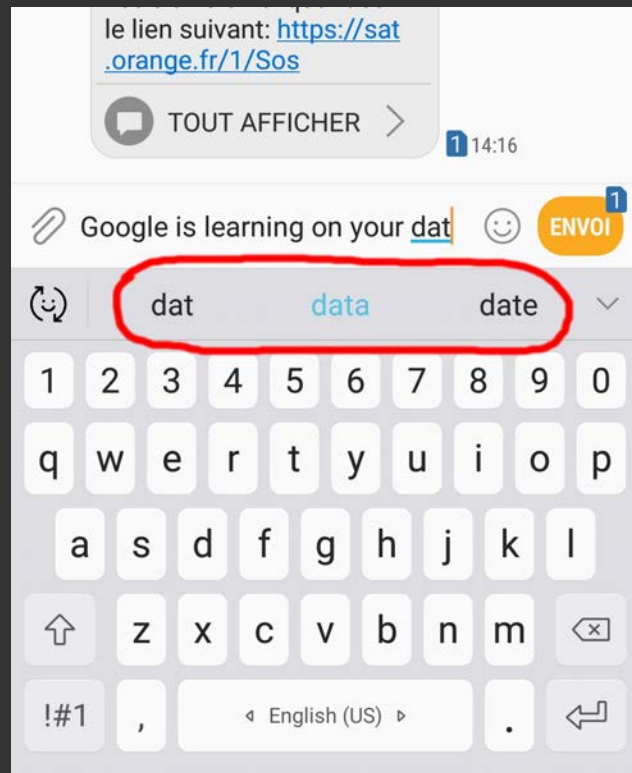 le lien suivant: https://sat
.orange.fr/1/Sos
TOUT AFFICHER
1 14:16
Google is learning on your dat
ENVOI
1
dat data date
1 2 3 4 5 6 7 8 9 0
q w e r t y u i o p
a s d f g h j k l
z x c v b n m
!#1 , English (US) .